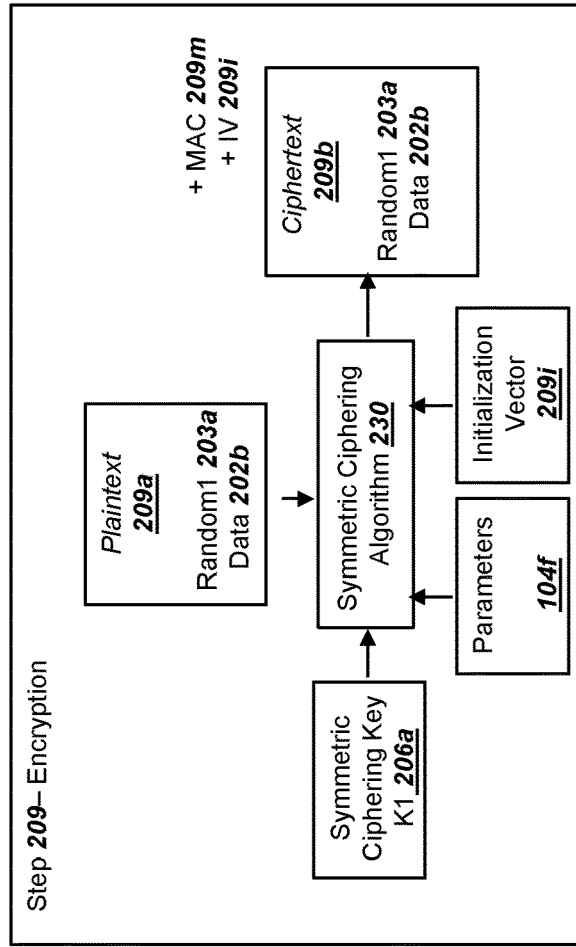 Step 209– Encryption
Plaintext
209a
Random1 203a
Data 202b
+ MAC 209m
+ IV 209i
Symmetric
Ciphering Key
K1 206a
Symmetric Ciphering
Algorithm 230
Ciphertext
209b
Random1 203a
Data 202b
Parameters
104f
Initialization
Vector
209i